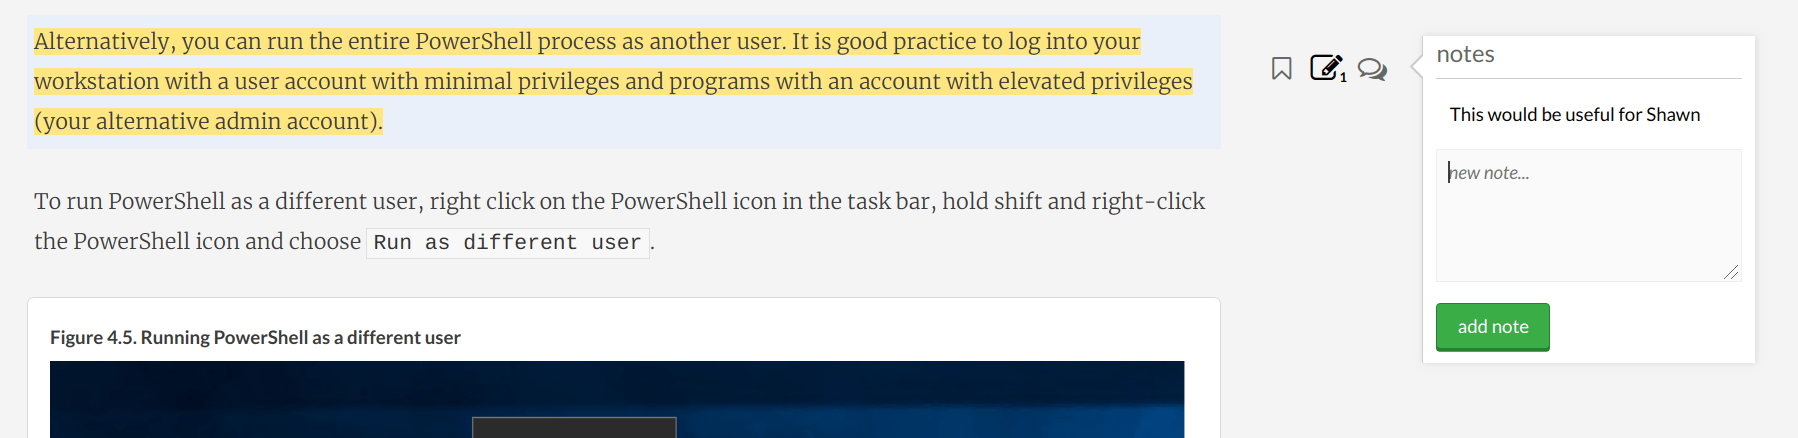 Alternatively, you can run the entire PowerShell process as another user. It is good practice to log into your
workstation with a user account with minimal privileges and programs with an account with elevated privileges
(your alternative admin account).
To run PowerShell as a different user, right click on the PowerShell icon in the task bar, hold shift and right-click
the PowerShell icon and choose Run as different user.
Figure 4.5. Running PowerShell as a different user
1
notes
This would be useful for Shawn
new note...
add note